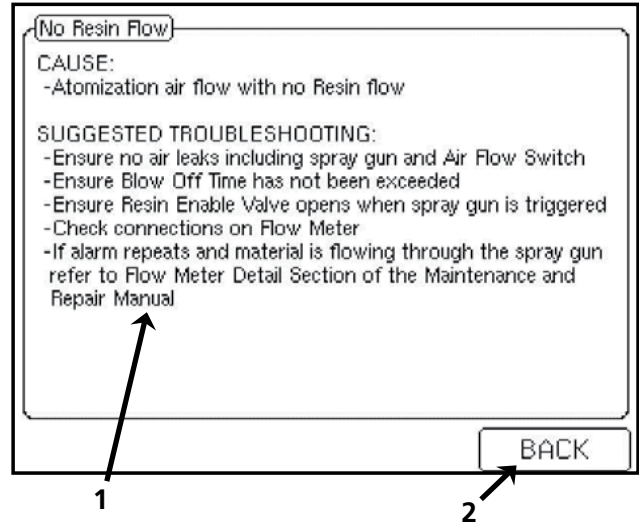 No Resin Flow
CAUSE:
-Atomization air flow with no Resin flow
SUGGESTED TROUBLESHOOTING:
-Ensure no air leaks including spray gun and Air Flow Switch
-Ensure Blow Off Time has not been exceeded
-Ensure Resin Enable Valve opens when spray gun is triggered
-Check connections on Flow Meter
-If alarm repeats and material is flowing through the spray gun
refer to Flow Meter Detail Section of the Maintenance and
Repair Manual
BACK
1
2